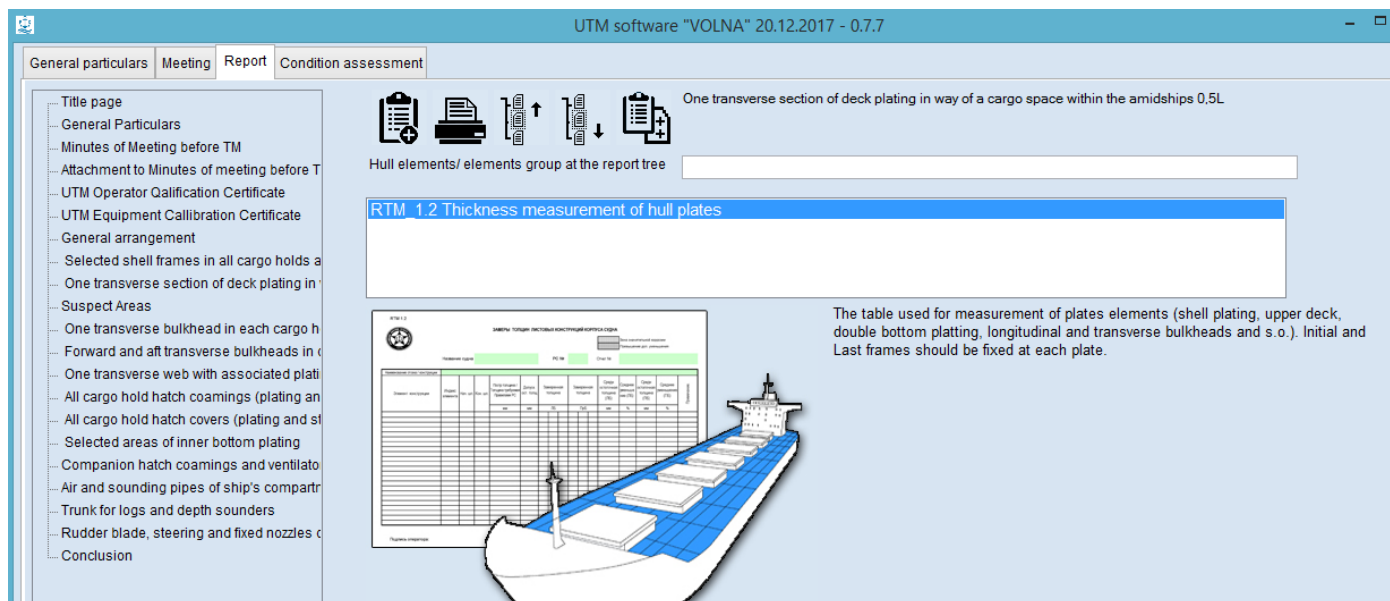 UTM software "VOLNA" 20.12.2017 - 0.7.7
General particulars
Meeting
Report
Condition assessment
Title page
General Particulars
Minutes of Meeting before TM
Attachment to Minutes of meeting before T
UTM Operator Qalification Certificate
UTM Equipment Callibration Certificate
General arrangement
Selected shell frames in all cargo holds a
One transverse section of deck plating in
Suspect Areas
One transverse bulkhead in each cargo h
Forward and aft transverse bulkheads in
One transverse web with associated plati
All cargo hold hatch coamings (plating an
All cargo hold hatch covers (plating and st
Selected areas of inner bottom plating
Companion hatch coamings and ventilato
Air and sounding pipes of ship's compartr
Trunk for logs and depth sounders
Rudder blade, steering and fixed nozzles
Conclusion
One transverse section of deck plating in way of a cargo space within the amidships 0,5L
Hull elements/ elements group at the report tree
RTM_1.2 Thickness measurement of hull plates
ЗАМЕРЫ ТОЛЩИН ЛИСТОВЫХ КОНСТРУКЦИЙ КОРПУСА СУДНА
The table used for measurement of plates elements (shell plating, upper deck,
double bottom platting, longitudinal and transverse bulkheads and s.o.). Initial and
Last frames should be fixed at each plate.